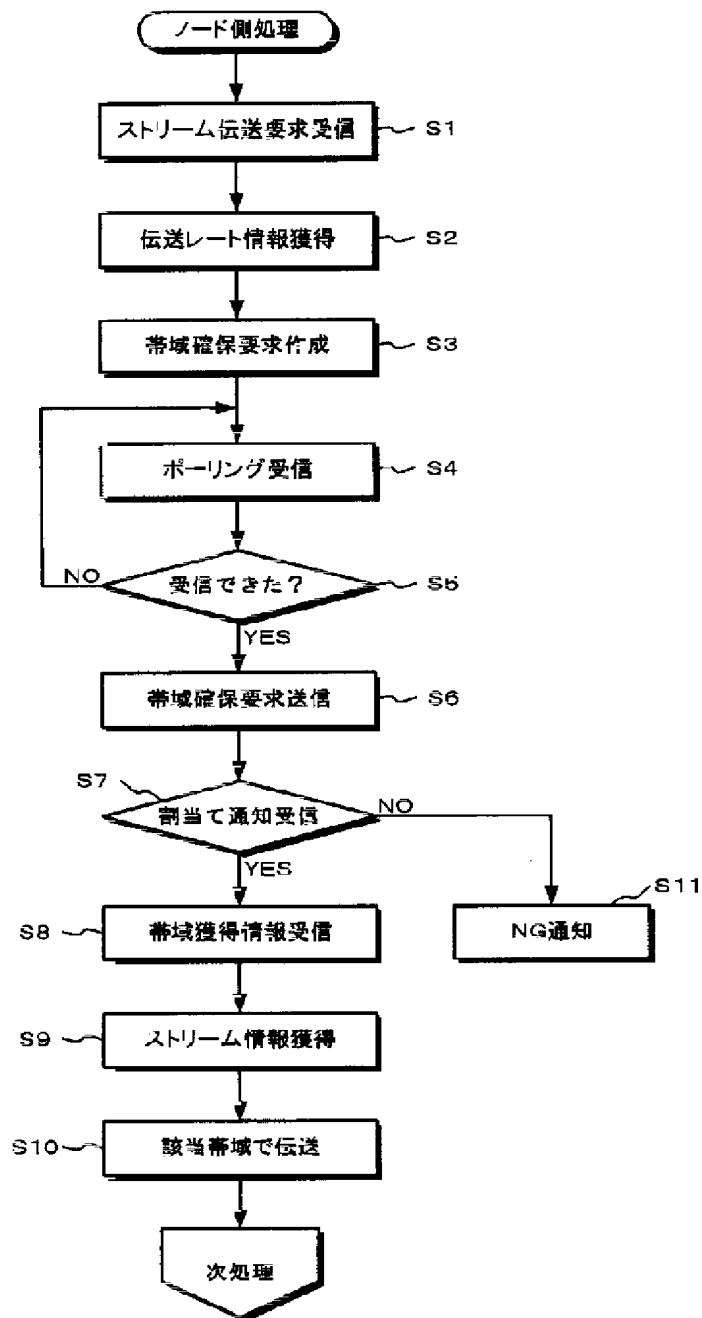 ノード側処理
ストリーム伝送要求受信 S1
伝送レート情報獲得 S2
帯域確保要求作成 S3
ポーリング受信 S4
受信できた? S5
NO
YES
帯域確保要求送信 S6
S7 割当て通知受信 NO
YES
S11
S8 帯域獲得情報受信
NG通知
S9 ストリーム情報獲得
S10 該当帯域で伝送
次処理